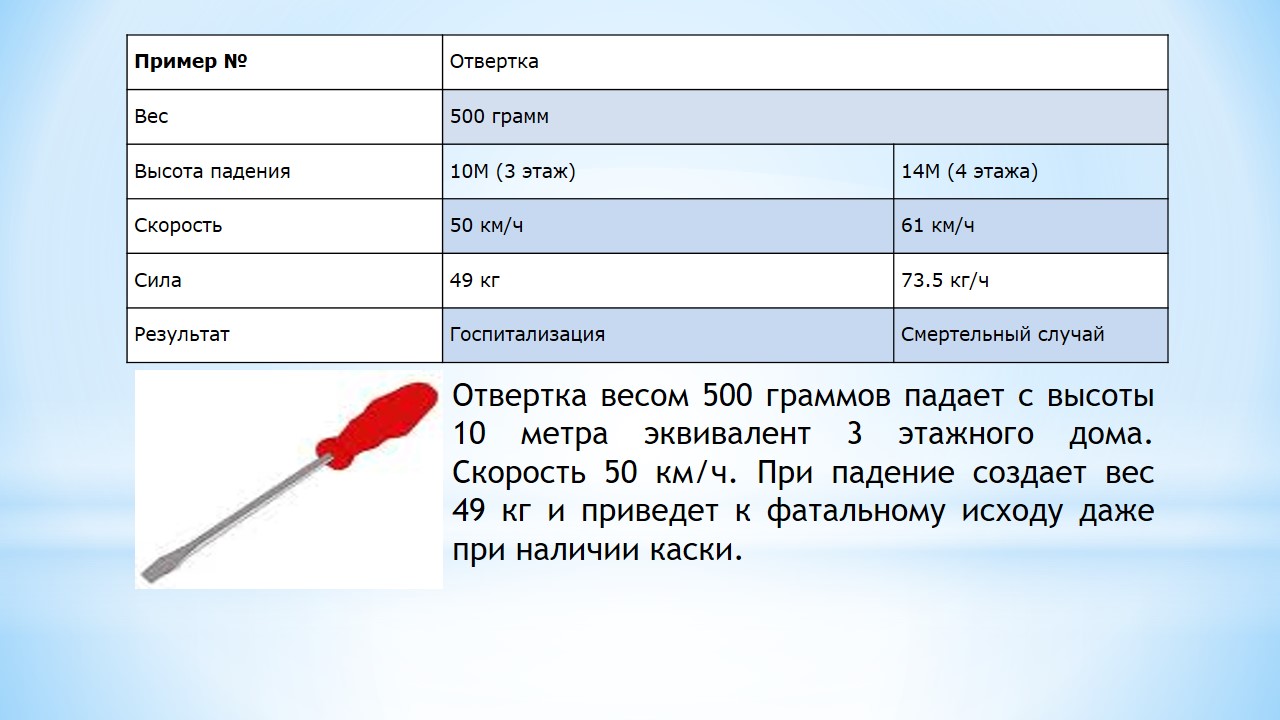 Пример № Отвертка
Вес 500 грамм
Высота падения 10М (3 этаж) 14М (4 этажа)
Скорость 50 км/ч 61 км/ч
Сила 49 кг 73.5 кг/ч
Результат Госпитализация Смертельный случай
Отвертка весом 500 граммов падает с высоты
10 метра эквивалент 3 этажного дома.
Скорость 50 км/ч. При падение создает вес
49 кг и приведет к фатальному исходу даже
при наличии каски.